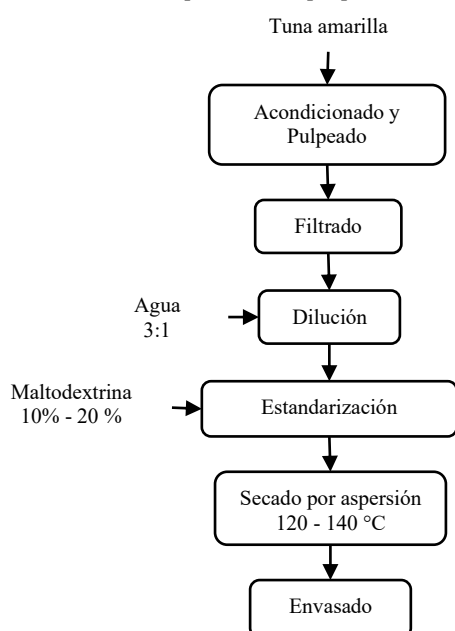 Tuna amarilla
Acondicionado y
Pulpeado
Filtrado
Agua
3:1
Dilución
Maltodextrina
10% - 20 %
Estandarización
Secado por aspersión
120 - 140 °C
Envasado